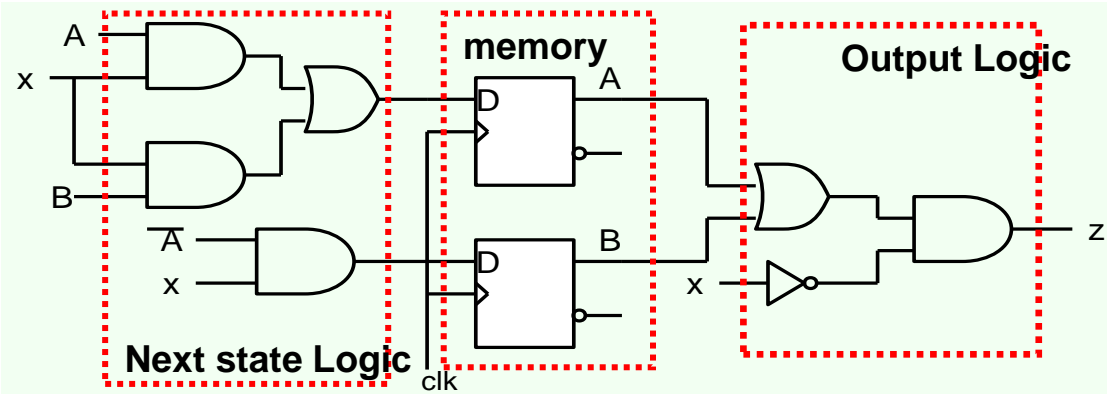 A
x
B
A̅
x
Next state Logic
memory
D
A
D
B
clk
Output Logic
x
z